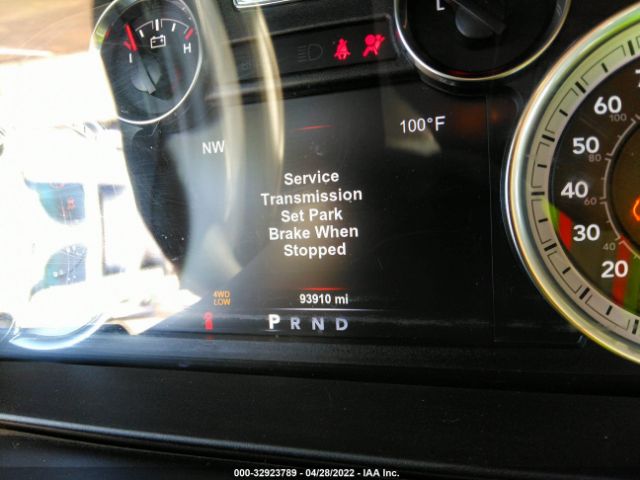 H
L
NW
100°F
Service
Transmission
Set Park
Brake When
Stopped
4WD
LOW
93910 mi
P R N D
60
100
50
80
40
60
30
40
20
000-32923789 - 04/28/2022 - IAA Inc.